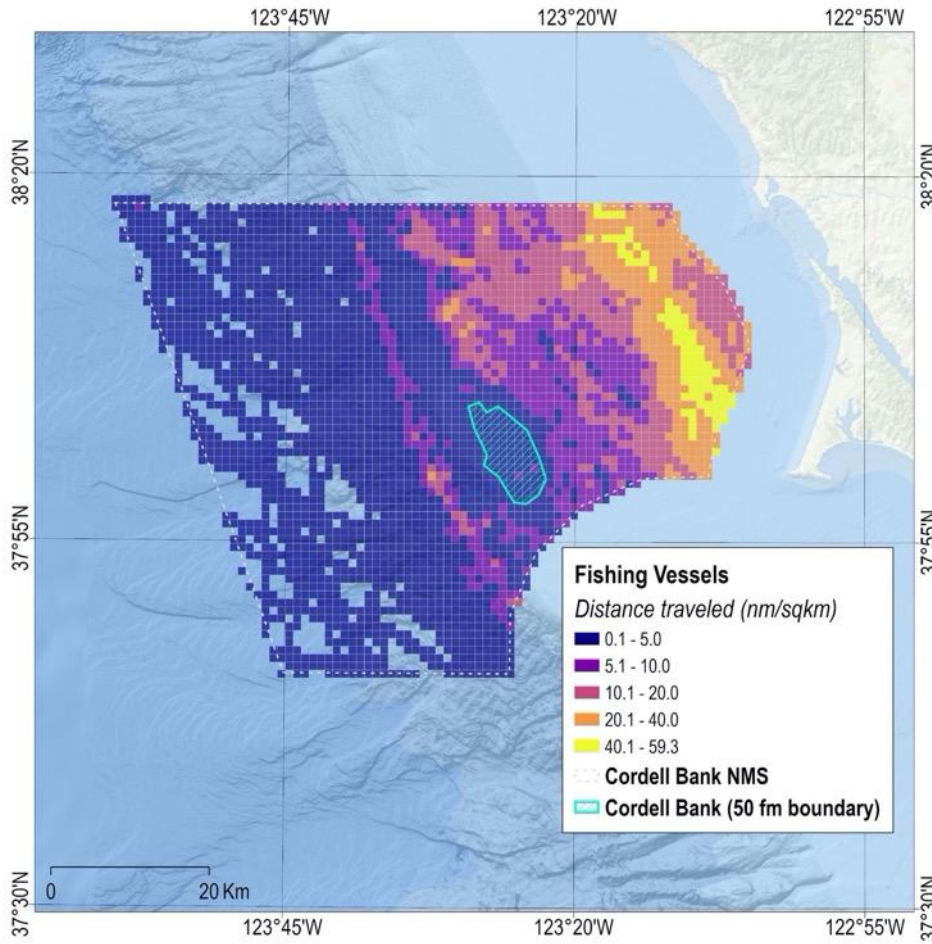 123°45'W 123°20'W 122°55'W
38°20'N 38°20'N
37°55'N 37°55'N
Fishing Vessels
Distance traveled (nm/sqkm)
0.1 - 5.0
5.1 - 10.0
10.1 - 20.0
20.1 - 40.0
40.1 - 59.3
Cordell Bank NMS
Cordell Bank (50 fm boundary)
0 20 Km
37°30'N 37°30'N
123°45'W 123°20'W 122°55'W